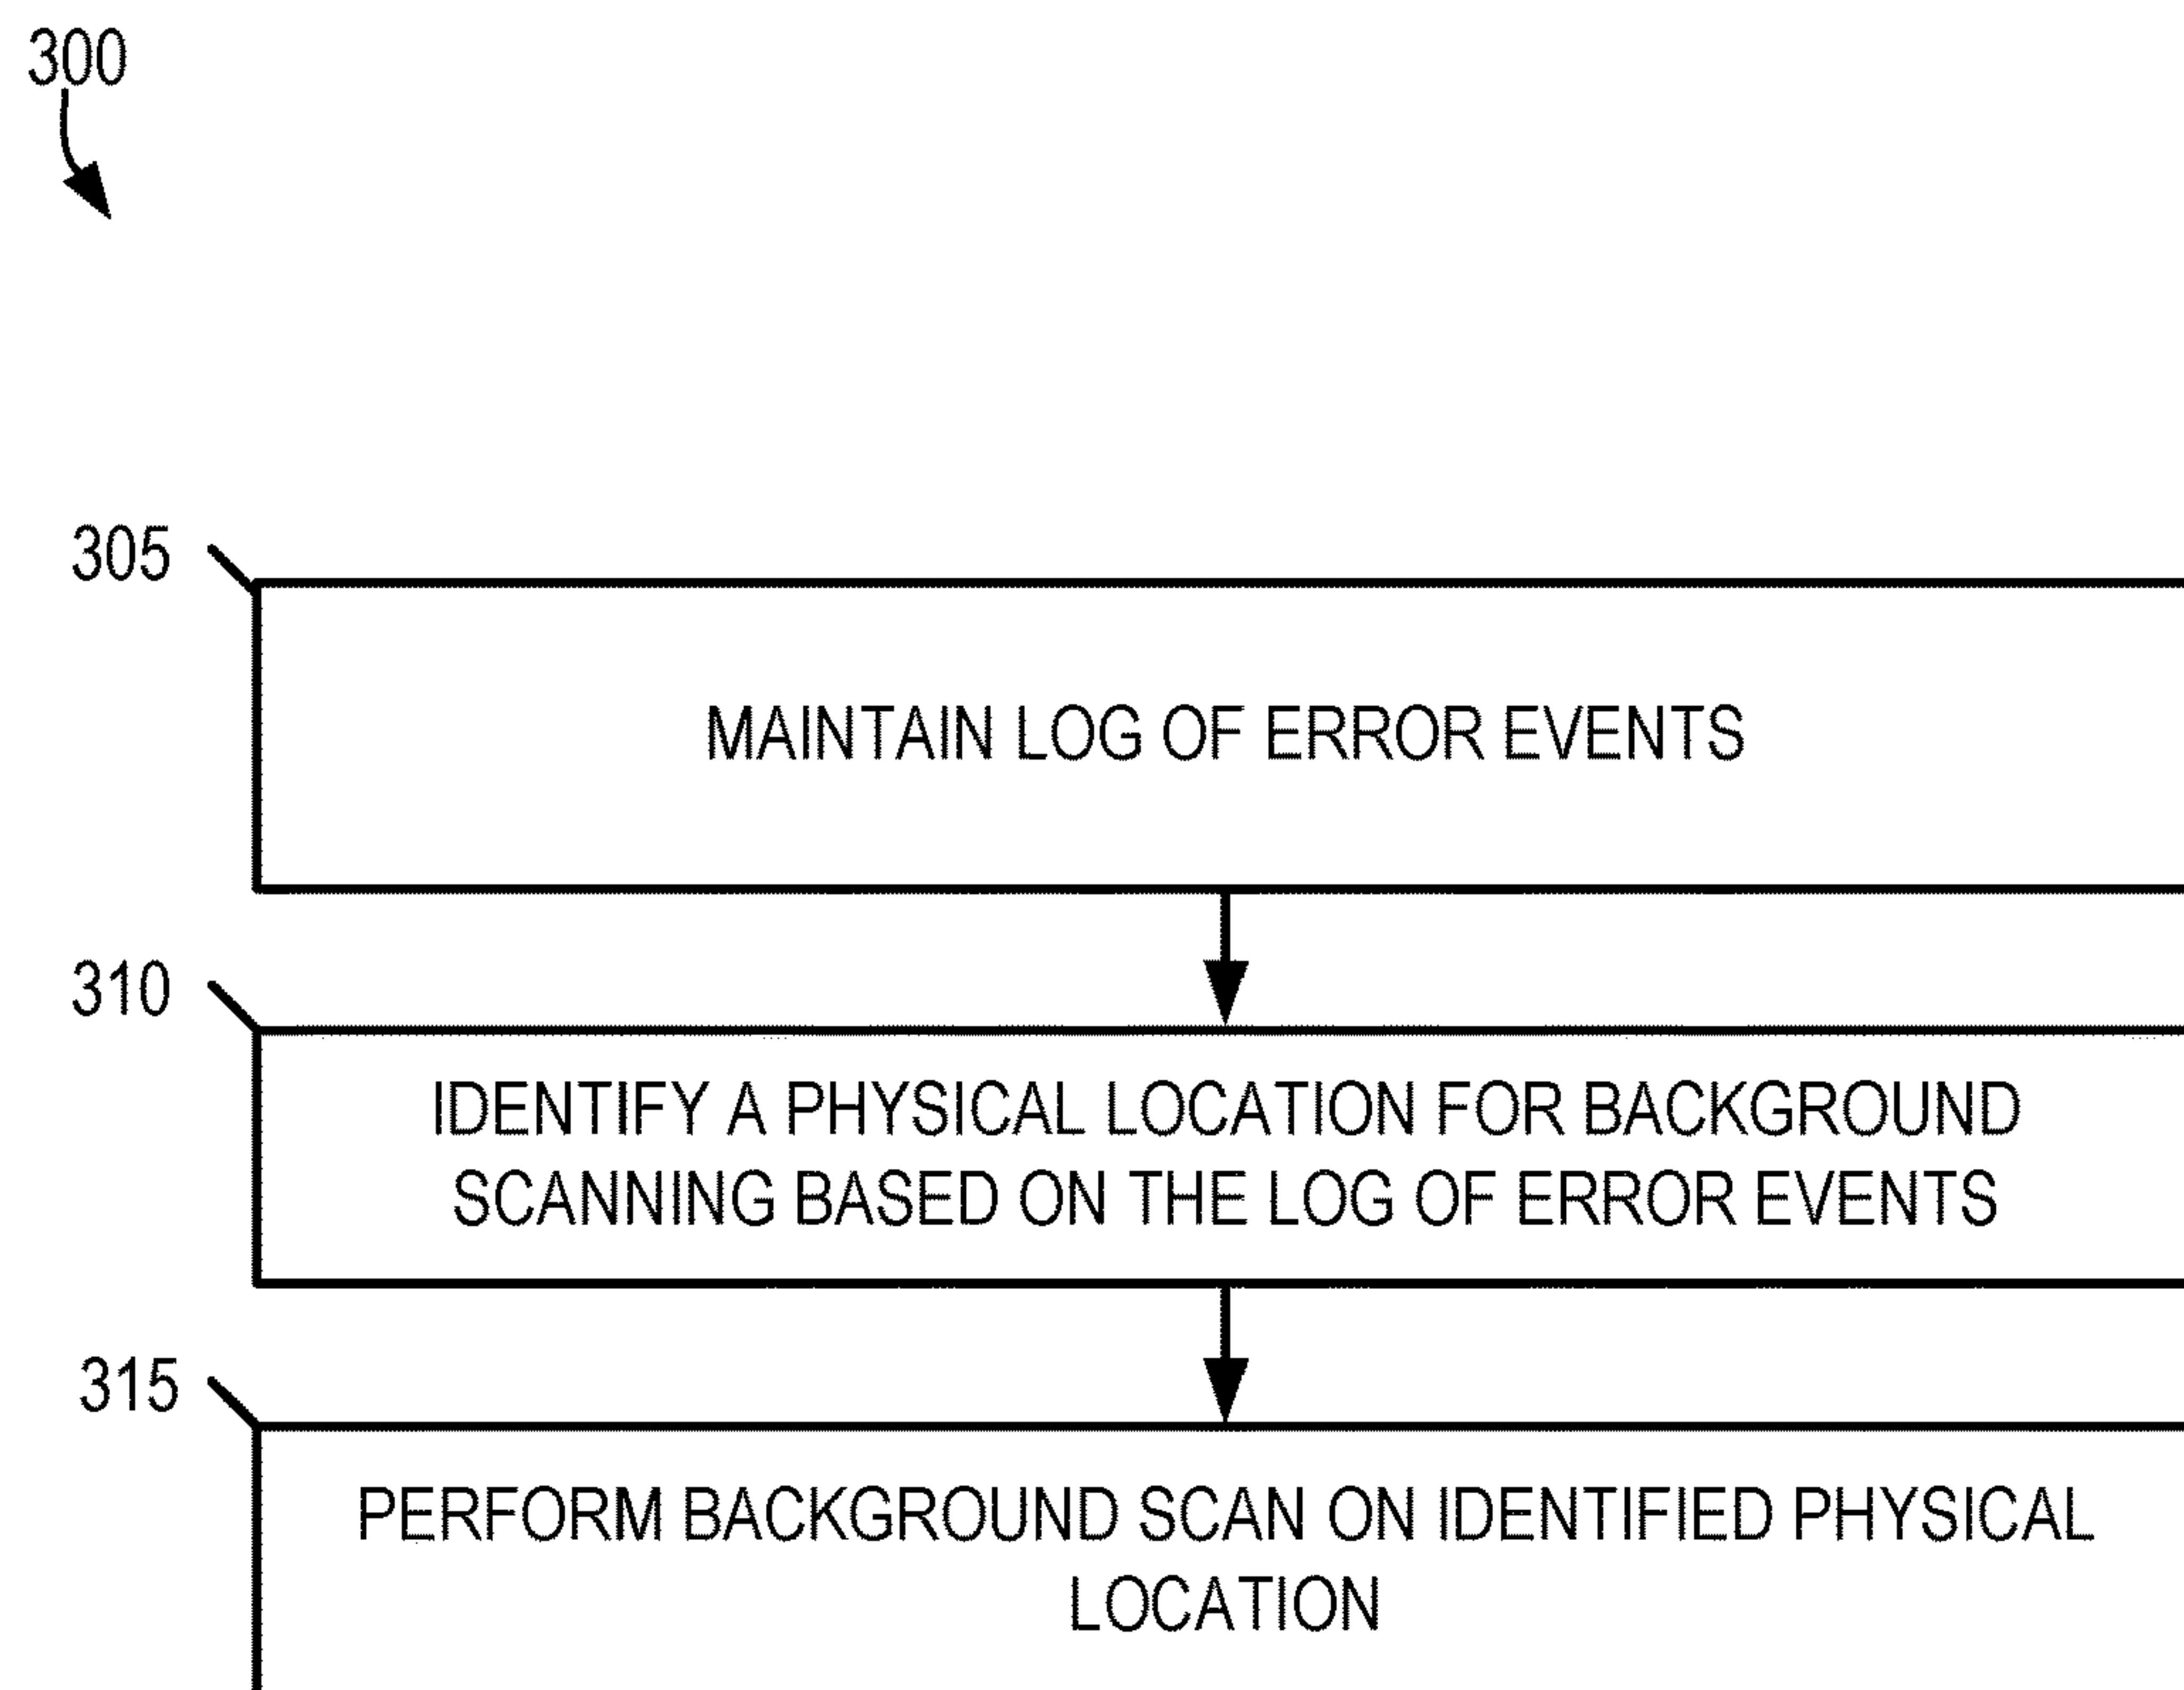 300
305
MAINTAIN LOG OF ERROR EVENTS
310
IDENTIFY A PHYSICAL LOCATION FOR BACKGROUND
SCANNING BASED ON THE LOG OF ERROR EVENTS
315
PERFORM BACKGROUND SCAN ON IDENTIFIED PHYSICAL
LOCATION